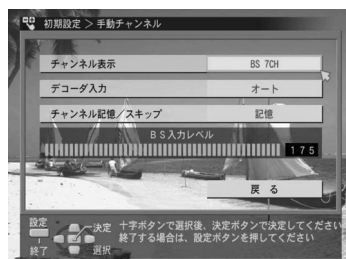 初期設定 > 手動チャンネル
チャンネル表示 BS 7CH
デコーダ入力 オート
チャンネル記憶/スキップ 記憶
BS入力レベル
175
戻 る
設定 決定 十字ボタンで選択後、決定ボタンで決定してください
終了 選択 終了する場合は、設定ボタンを押してください